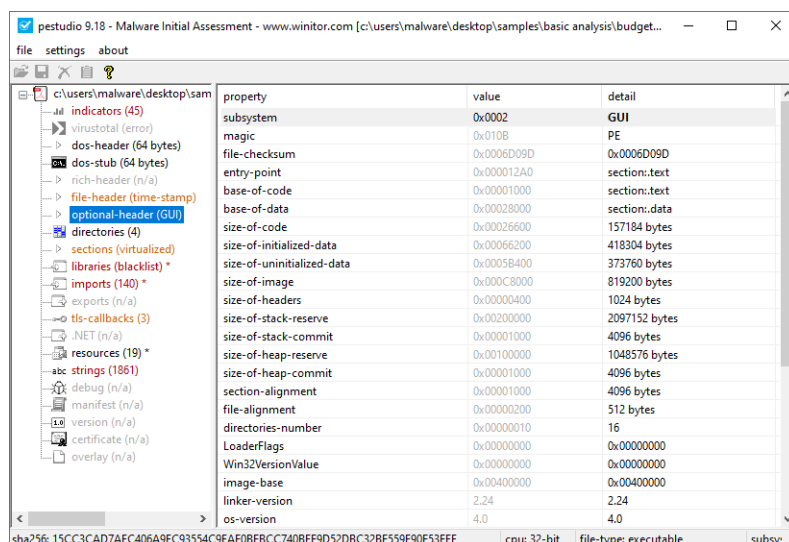 pestudio 9.18 - Malware Initial Assessment - www.winitor.com [c:\users\malware\desktop\samples\basic analysis\budget...
file settings about
c:\users\malware\desktop\sam
indicators (45)
virustotal (error)
dos-header (64 bytes)
dos-stub (64 bytes)
rich-header (n/a)
file-header (time-stamp)
optional-header (GUI)
directories (4)
sections (virtualized)
libraries (blacklist) *
imports (140) *
exports (n/a)
tls-callbacks (3)
.NET (n/a)
resources (19) *
abc strings (1861)
debug (n/a)
manifest (n/a)
1.0 version (n/a)
certificate (n/a)
overlay (n/a)
property value detail
subsystem 0x0002 GUI
magic 0x010B PE
file-checksum 0x0006D09D 0x0006D09D
entry-point 0x000012A0 section:.text
base-of-code 0x00001000 section:.text
base-of-data 0x00028000 section:.data
size-of-code 0x00026600 157184 bytes
size-of-initialized-data 0x00066200 418304 bytes
size-of-uninitialized-data 0x0005B400 373760 bytes
size-of-image 0x000C8000 819200 bytes
size-of-headers 0x00000400 1024 bytes
size-of-stack-reserve 0x00200000 2097152 bytes
size-of-stack-commit 0x00001000 4096 bytes
size-of-heap-reserve 0x00100000 1048576 bytes
size-of-heap-commit 0x00001000 4096 bytes
section-alignment 0x00001000 4096 bytes
file-alignment 0x00000200 512 bytes
directories-number 0x00000010 16
LoaderFlags 0x00000000 0x00000000
Win32VersionValue 0x00000000 0x00000000
image-base 0x00400000 0x00400000
linker-version 2.24 2.24
os-version 4.0 4.0
sha256: cpu: 32-bit file-type: executable